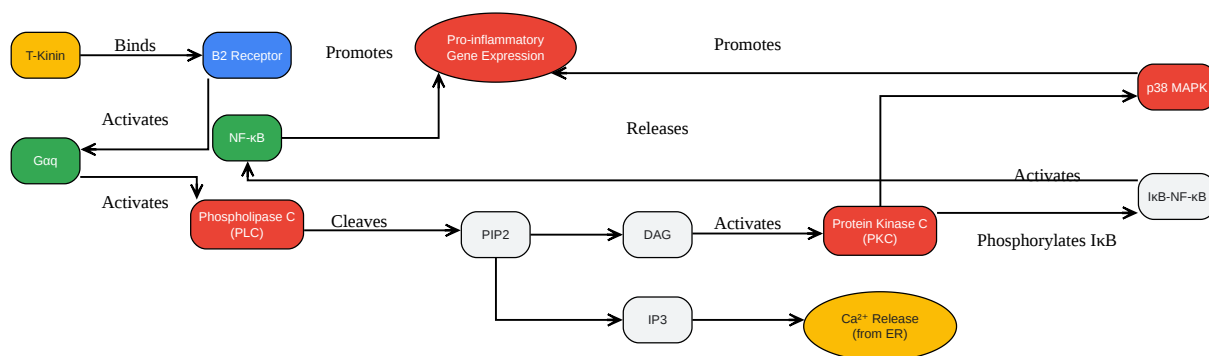 T-Kinin
Binds
B2 Receptor
Promotes
Pro-inflammatory
Gene Expression
Promotes
p38 MAPK
Activates
NF-κB
Releases
Gαq
Activates
Activates
IκB-NF-κB
Phospholipase C
(PLC)
Cleaves
PIP2
DAG
Activates
Protein Kinase C
(PKC)
Phosphorylates IκB
IP3
Ca²⁺ Release
(from ER)